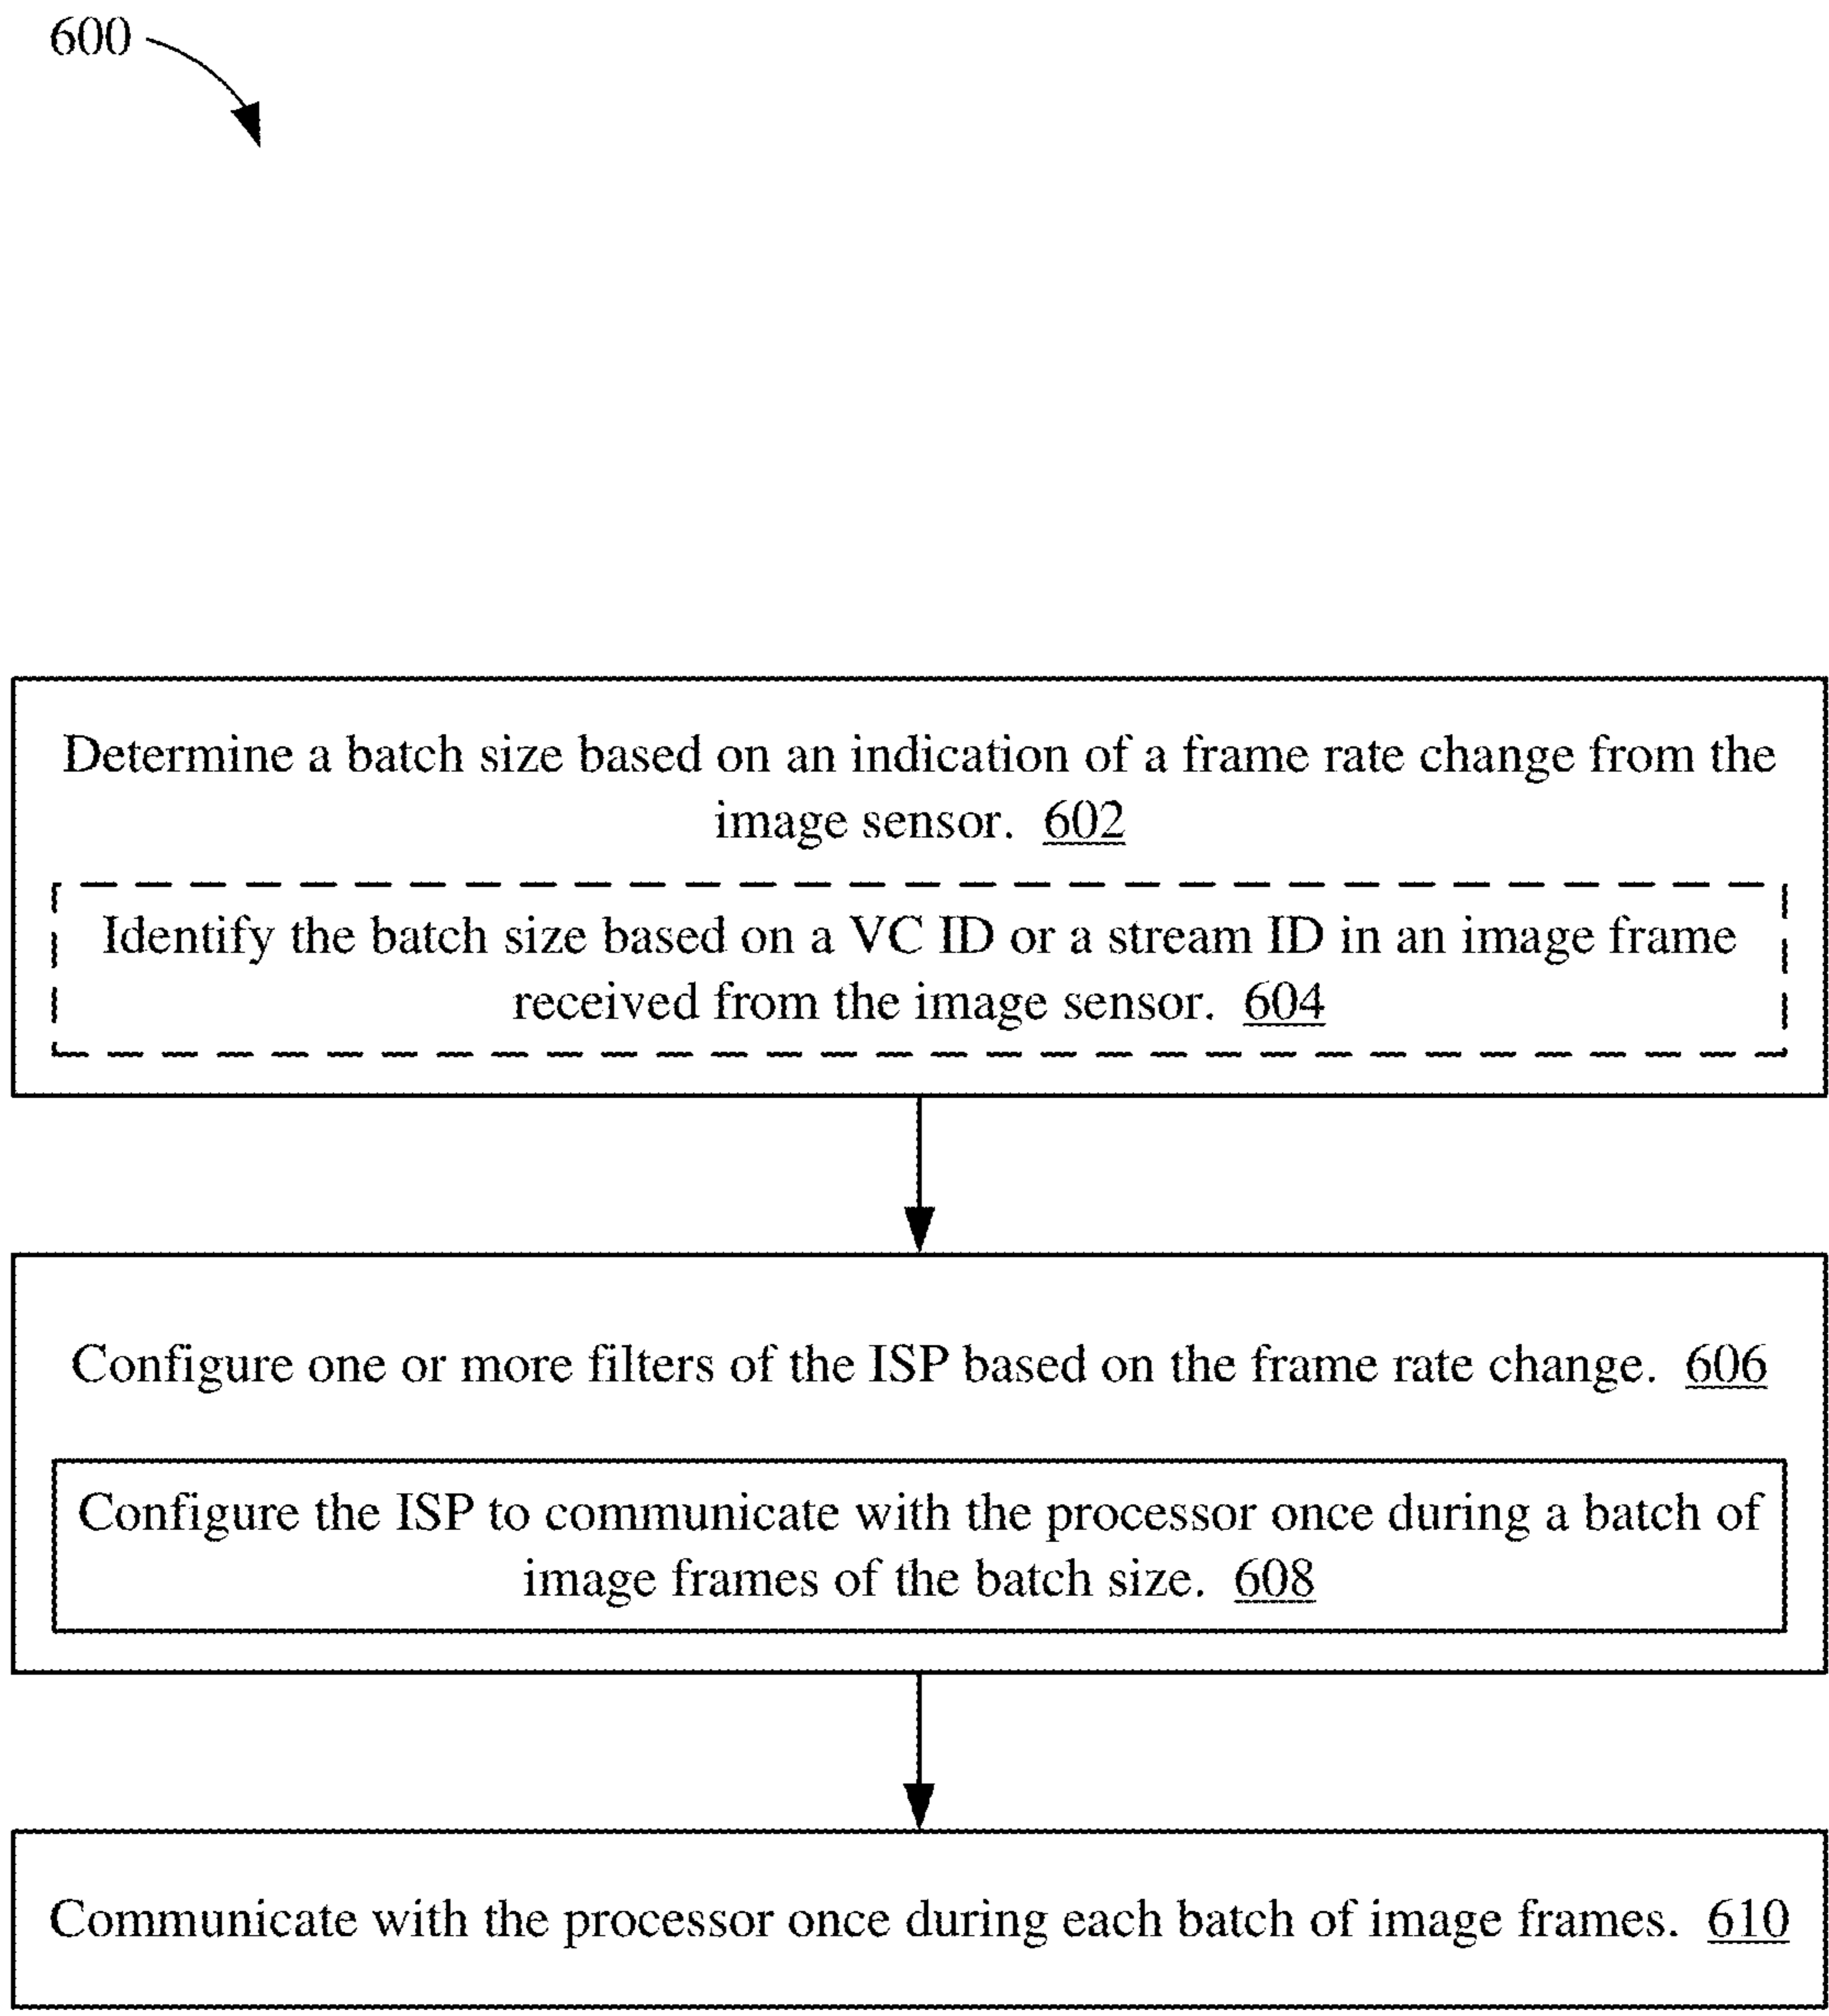 600
Determine a batch size based on an indication of a frame rate change from the
image sensor. 602
Identify the batch size based on a VC ID or a stream ID in an image frame
received from the image sensor. 604
Configure one or more filters of the ISP based on the frame rate change. 606
Configure the ISP to communicate with the processor once during a batch of
image frames of the batch size. 608
Communicate with the processor once during each batch of image frames. 610